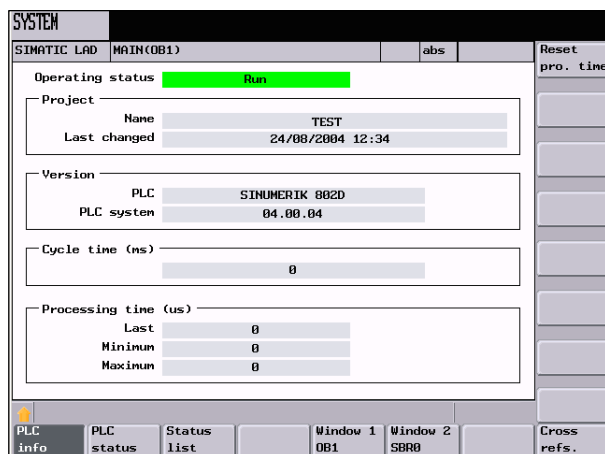 SYSTEM
SIMATIC LAD MAIN(OB1) abs
Reset
pro. time
Operating status Run
Project
Name TEST
Last changed 24/08/2004 12:34
Version
PLC SINUMERIK 802D
PLC system 04.00.04
Cycle time (ms)
0
Processing time (us)
Last 0
Minimum 0
Maximum 0
PLC info
PLC status
Status list
Window 1 OB1
Window 2 SBR0
Cross refs.